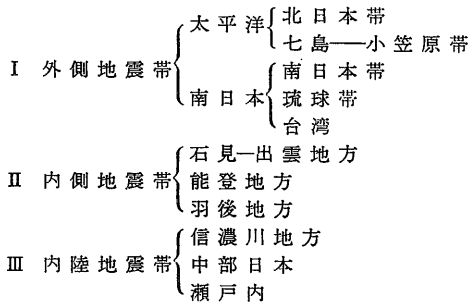 Ⅰ 外側地震帯
太平洋
北日本帯
七島——小笠原帯
南日本
南日本帯
琉球帯
台湾
Ⅱ 内側地震帯
石見—出雲地方
能登地方
羽後地方
Ⅲ 内陸地震帯
信濃川地方
中部日本
瀬戸内